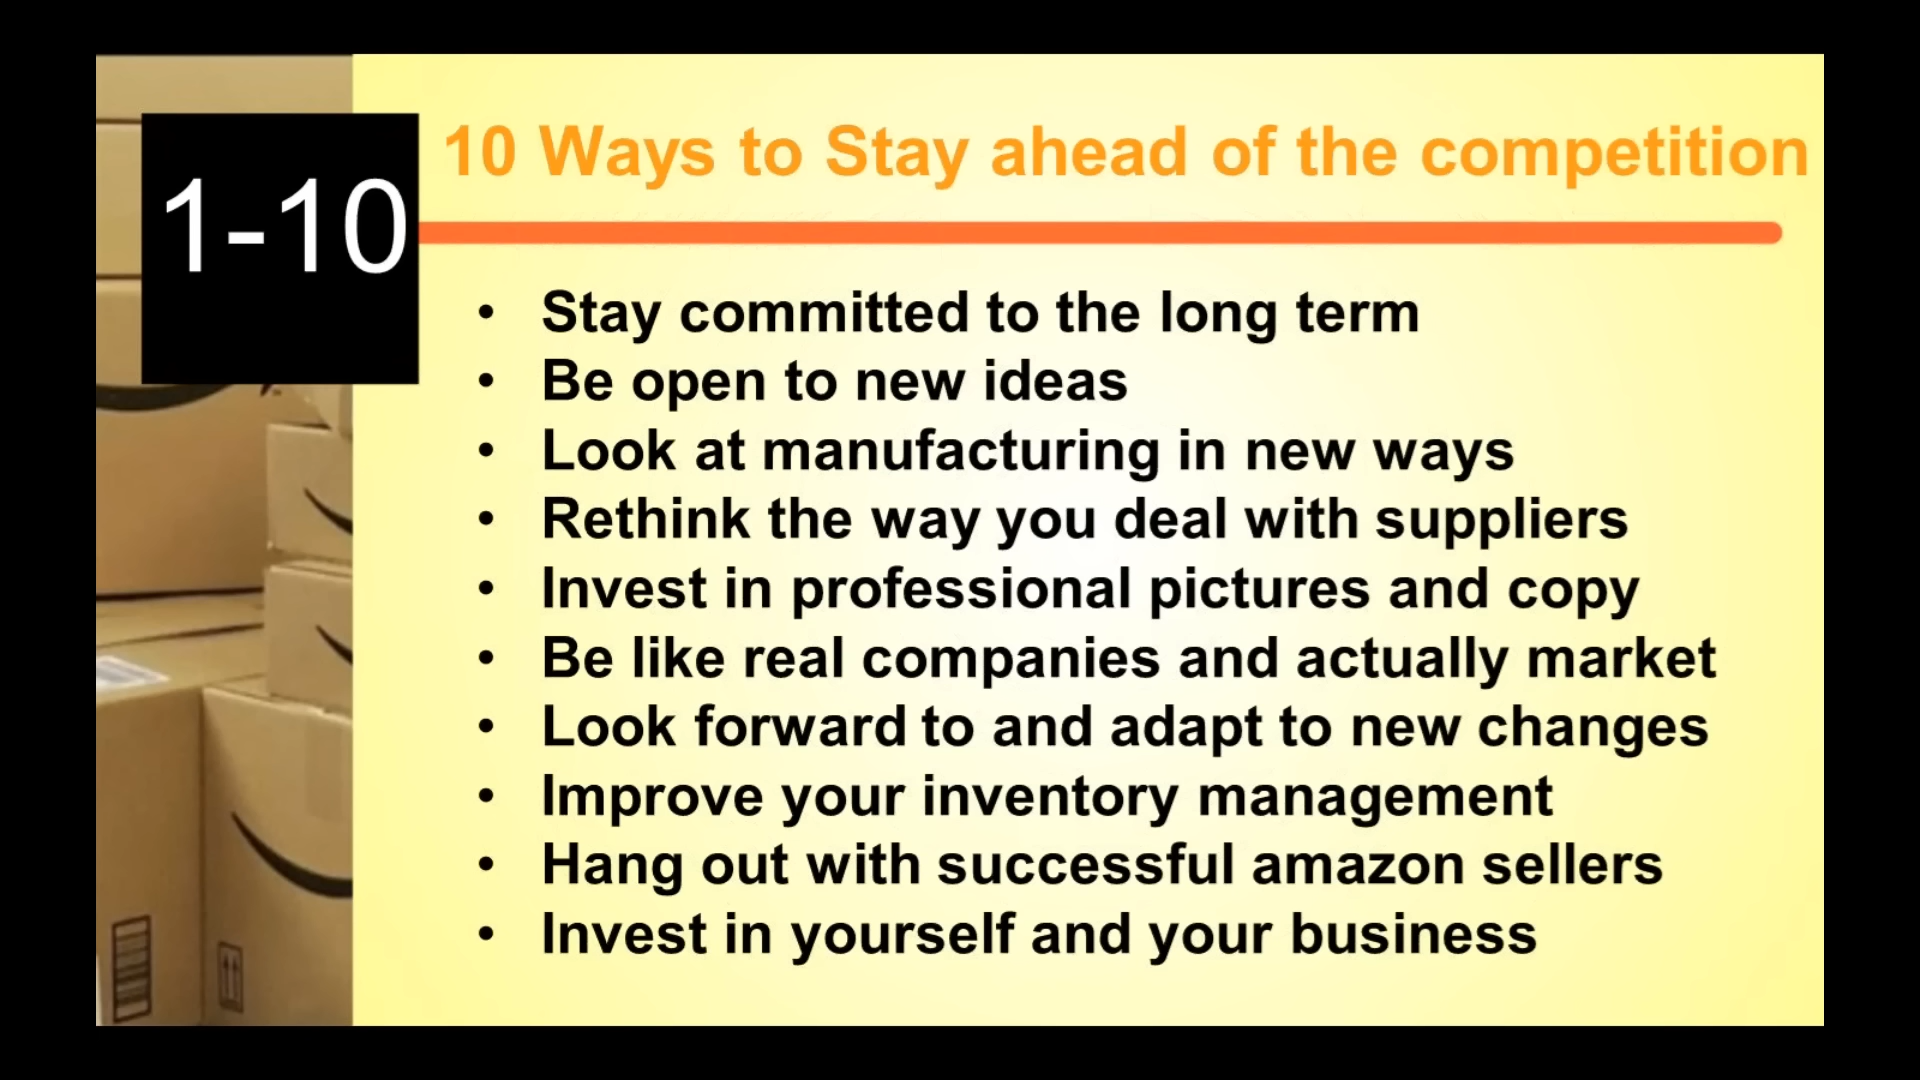 1-10
10 Ways to Stay ahead of the competition
• Stay committed to the long term
• Be open to new ideas
• Look at manufacturing in new ways
• Rethink the way you deal with suppliers
• Invest in professional pictures and copy
• Be like real companies and actually market
• Look forward to and adapt to new changes
• Improve your inventory management
• Hang out with successful amazon sellers
• Invest in yourself and your business